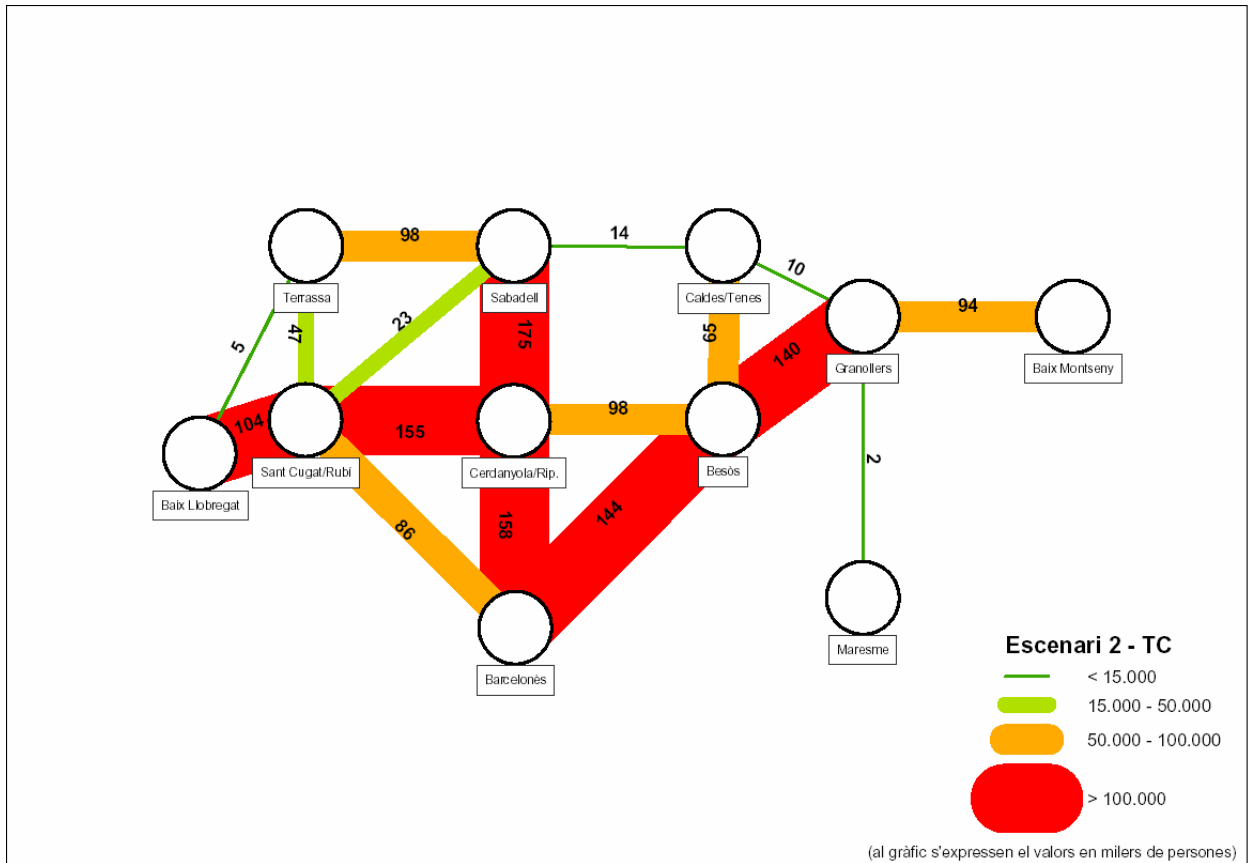 98
14
10
Terrassa
Sabadell
Caldes/Tenes
94
5
47
23
175
59
140
Granollers
Baix Montseny
104
155
98
Sant Cugat/Rubí
Cerdanyola/Rip.
Besòs
2
Baix Llobregat
86
158
144
Barcelonès
Maresme
Escenari 2 - TC
< 15.000
15.000 - 50.000
50.000 - 100.000
> 100.000
(al gràfic s'expressen el valors en milers de persones)